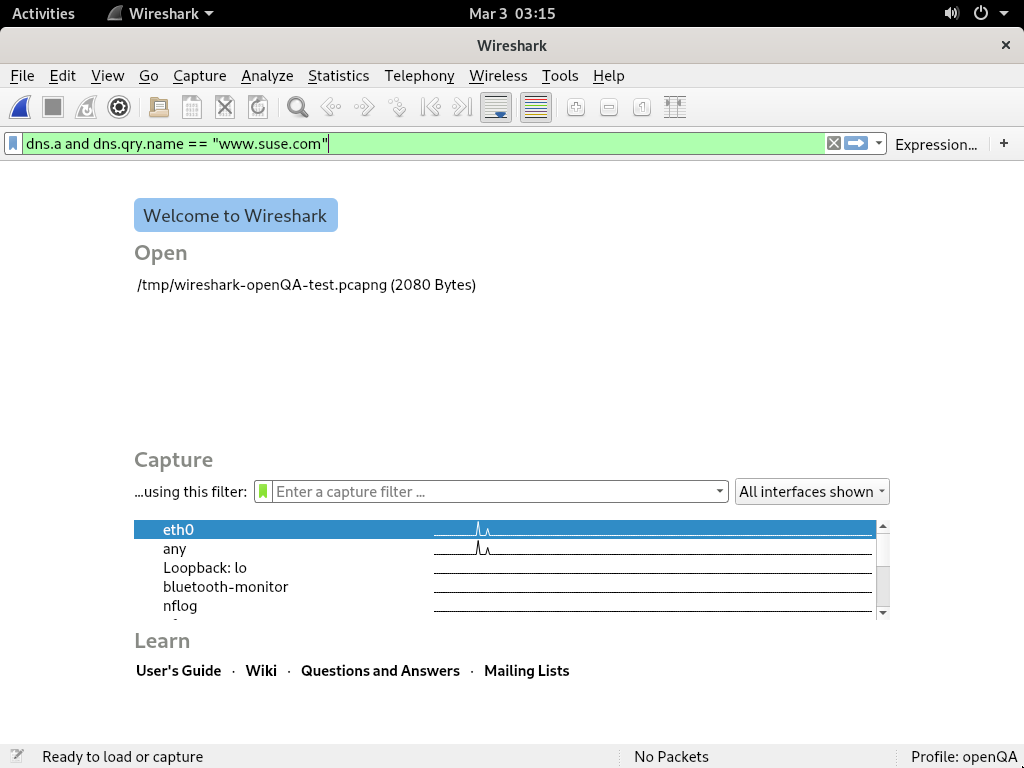 Activities Wireshark Mar 3 03:15
Wireshark
File Edit View Go Capture Analyze Statistics Telephony Wireless Tools Help
dns.a and dns.qry.name == "www.suse.com" Expression... +
Welcome to Wireshark
Open
/tmp/wireshark-openQA-test.pcapng (2080 Bytes)
Capture
...using this filter: Enter a capture filter ... All interfaces shown
eth0
any
Loopback: lo
bluetooth-monitor
nflog
Learn
User's Guide · Wiki · Questions and Answers · Mailing Lists
Ready to load or capture No Packets Profile: openQA